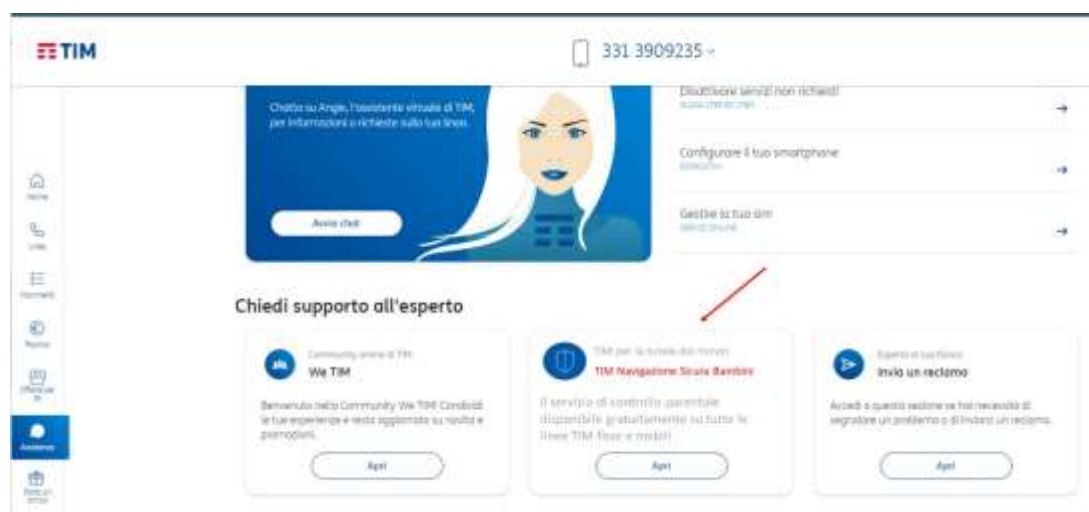 TIM
331 3909235
Chatta su Angie, l'assistente virtuale di TIM,
per informazioni o richieste sulla tua linea.
Avvia chat
Disattivare servizi non richiesti
Configurare il tuo smartphone
Gestire la tua sim
Home
Linea
Assistenza
Chiedi supporto all'esperto
Community online di TIM
We TIM
Benvenuto nella Community We TIM! Condividi
le tue esperienze e resta aggiornato su novità e
promozioni.
Apri
TIM per la tutela dei minori
TIM Navigazione Sicura Bambini
Il servizio di controllo parentale
disponibile gratuitamente su tutte le
linee TIM fisse e mobili
Apri
Esperto al tuo fianco
Invia un reclamo
Accedi a questa sezione se hai necessità di
segnalare un problema o di inviarci un reclamo.
Apri